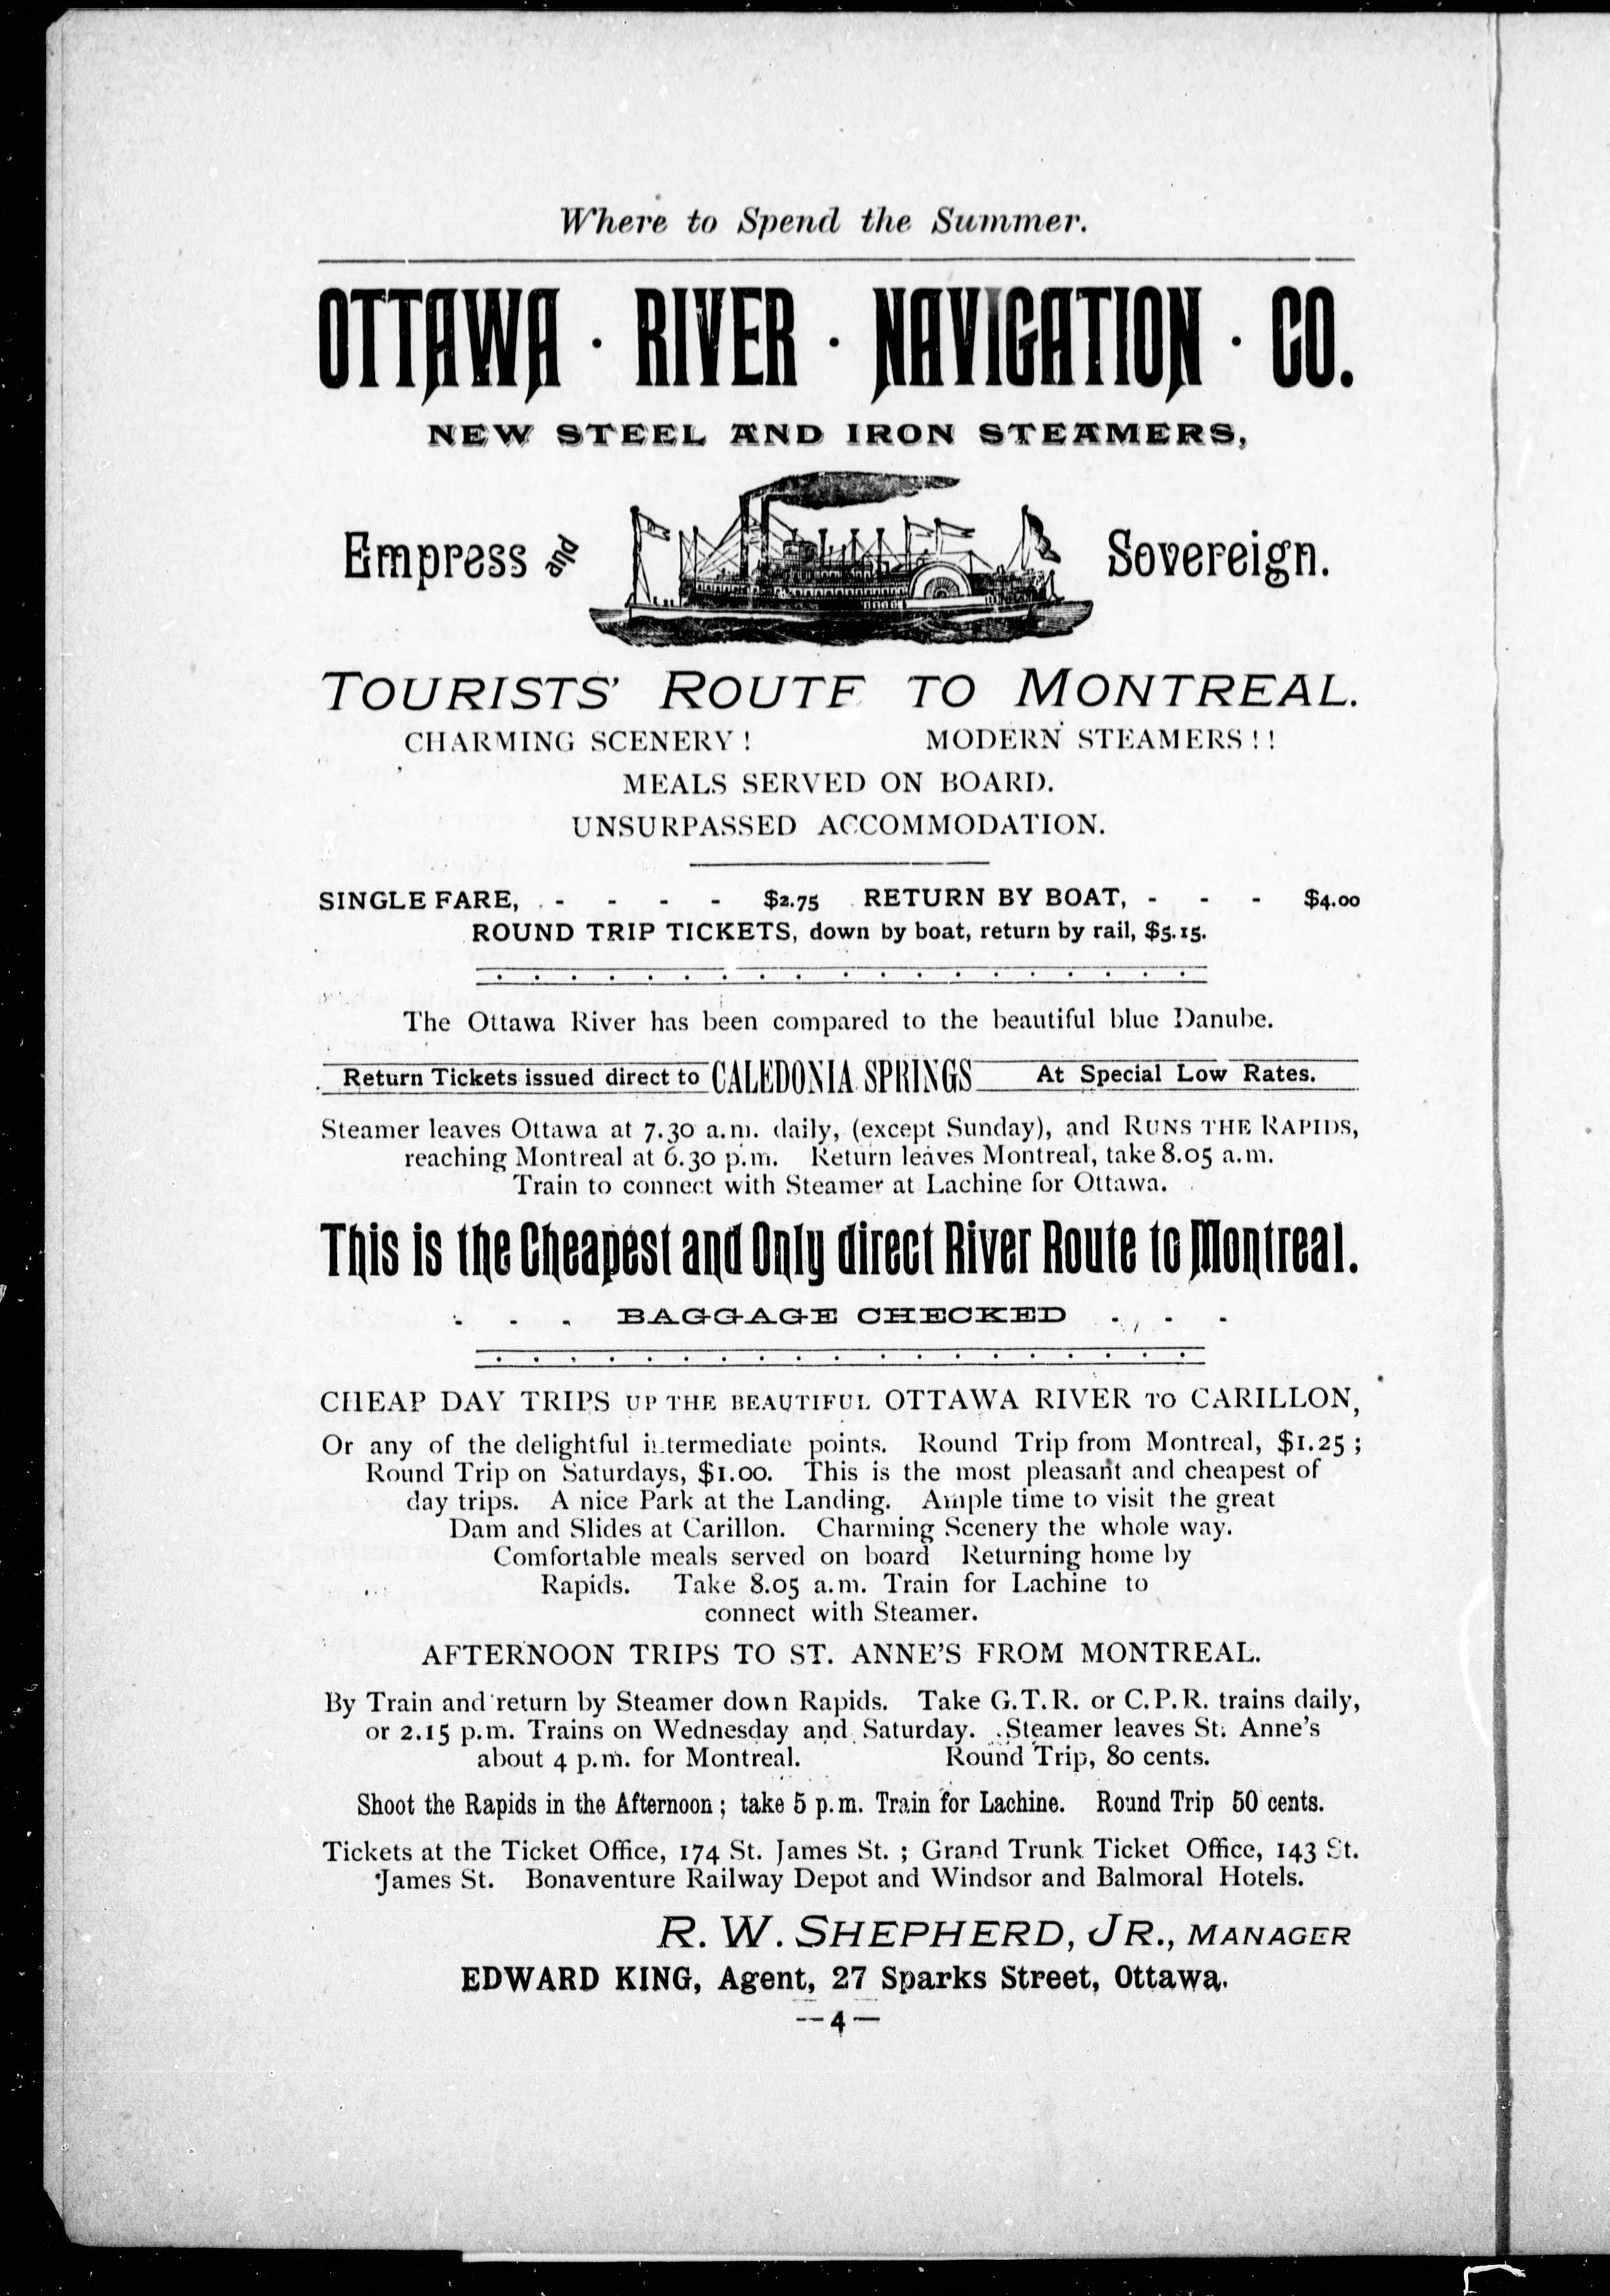 Where to Spend the Summer.
OTTAWA · RIVER · NAVIGATION · CO.
NEW STEEL AND IRON STEAMERS,
Empress and Sovereign.
TOURISTS' ROUTE TO MONTREAL.
CHARMING SCENERY! MODERN STEAMERS!!
MEALS SERVED ON BOARD.
UNSURPASSED ACCOMMODATION.
SINGLE FARE, - - - - $2.75 RETURN BY BOAT, - - - $4.00
ROUND TRIP TICKETS, down by boat, return by rail, $5.15.
The Ottawa River has been compared to the beautiful blue Danube.
Return Tickets issued direct to CALEDONIA SPRINGS At Special Low Rates.
Steamer leaves Ottawa at 7.30 a.m. daily, (except Sunday), and RUNS THE RAPIDS,
reaching Montreal at 6.30 p.m. Return leaves Montreal, take 8.05 a.m.
Train to connect with Steamer at Lachine for Ottawa.
This is the Cheapest and Only direct River Route to Montreal.
. . . BAGGAGE CHECKED . . .
CHEAP DAY TRIPS UP THE BEAUTIFUL OTTAWA RIVER TO CARILLON,
Or any of the delightful intermediate points. Round Trip from Montreal, $1.25;
Round Trip on Saturdays, $1.00. This is the most pleasant and cheapest of
day trips. A nice Park at the Landing. Ample time to visit the great
Dam and Slides at Carillon. Charming Scenery the whole way.
Comfortable meals served on board Returning home by
Rapids. Take 8.05 a.m. Train for Lachine to
connect with Steamer.
AFTERNOON TRIPS TO ST. ANNE'S FROM MONTREAL.
By Train and return by Steamer down Rapids. Take G.T.R. or C.P.R. trains daily,
or 2.15 p.m. Trains on Wednesday and Saturday. Steamer leaves St. Anne's
about 4 p.m. for Montreal. Round Trip, 80 cents.
Shoot the Rapids in the Afternoon; take 5 p.m. Train for Lachine. Round Trip 50 cents.
Tickets at the Ticket Office, 174 St. James St.; Grand Trunk Ticket Office, 143 St.
James St. Bonaventure Railway Depot and Windsor and Balmoral Hotels.
R. W. SHEPHERD, JR., MANAGER
EDWARD KING, Agent, 27 Sparks Street, Ottawa.
—4—